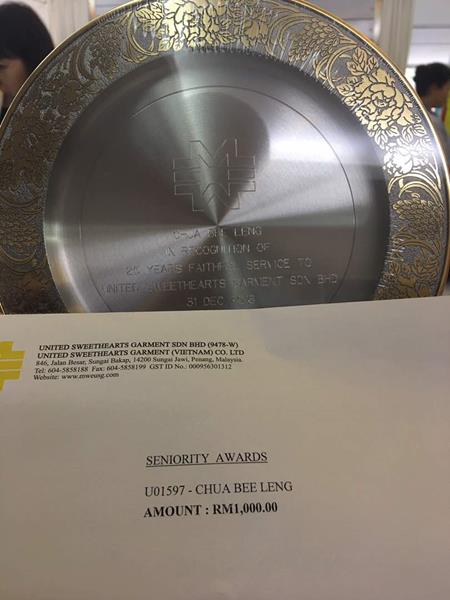 CHUA BEE LENG
IN RECOGNITION OF
YEARS FAITHFUL SERVICE TO
UNITED SWEETHEARTS GARMENT SDN BHD
31 DEC
UNITED SWEETHEARTS GARMENT SDN BHD (9478-W)
UNITED SWEETHEARTS GARMENT (VIETNAM) CO. LTD
846, Jalan Besar, Sungai Bakap, 14200 Sungai Jawi, Penang, Malaysia.
Tel: 604-5858188 Fax: 604-5858199 GST ID No.: 000956301312
Website: www.mweusg.com
SENIORITY AWARDS
U01597 - CHUA BEE LENG
AMOUNT : RM1,000.00